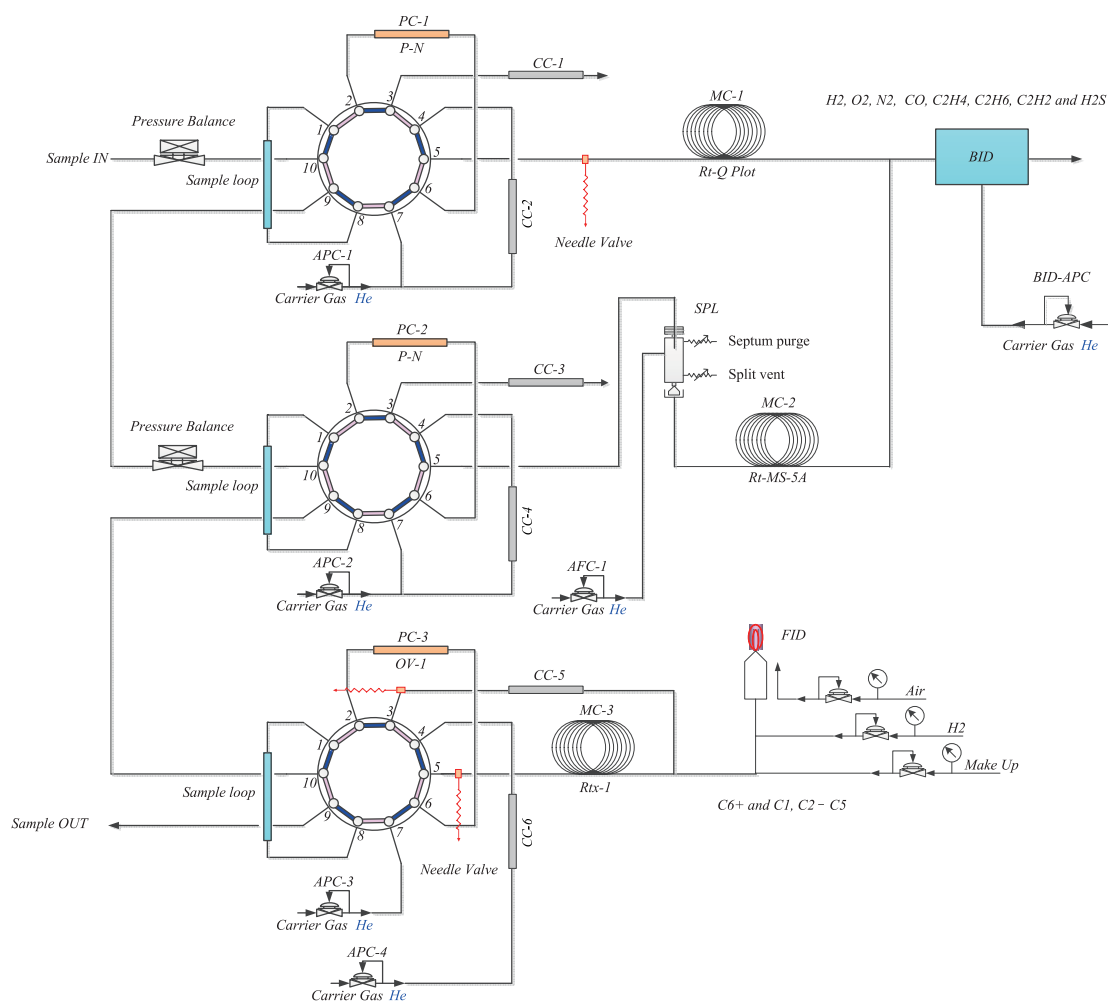 PC-1
P-N
CC-1
2
3
1
4
10
5
9
6
8
7
Pressure Balance
Sample IN
Sample loop
CC-2
APC-1
Carrier Gas He
MC-1
Rt-Q Plot
Needle Valve
H2, O2, N2, CO, C2H4, C2H6, C2H2 and H2S
BID
BID-APC
Carrier Gas He
PC-2
P-N
CC-3
2
3
1
4
10
5
9
6
8
7
Pressure Balance
Sample loop
CC-4
APC-2
Carrier Gas He
SPL
Septum purge
Split vent
MC-2
Rt-MS-5A
AFC-1
Carrier Gas He
PC-3
OV-1
CC-5
2
3
1
4
10
5
9
6
8
7
Sample loop
Sample OUT
CC-6
MC-3
Rtx-1
Needle Valve
APC-3
Carrier Gas He
APC-4
Carrier Gas He
FID
Air
H2
Make Up
C6+ and C1, C2 - C5